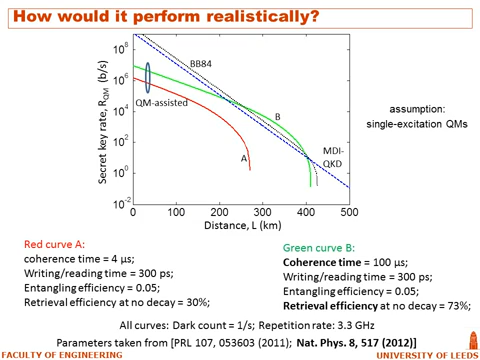 How would it perform realistically?
Secret key rate, R_QM (b/s)
10^8
10^6
10^4
10^2
10^0
10^-2
BB84
QM-assisted
B
A
MDI-
QKD
0 100 200 300 400 500
Distance, L (km)
assumption:
single-excitation QMs
Red curve A:
coherence time = 4 μs;
Writing/reading time = 300 ps;
Entangling efficiency = 0.05;
Retrieval efficiency at no decay = 30%;
Green curve B:
Coherence time = 100 μs;
Writing/reading time = 300 ps;
Entangling efficiency = 0.05;
Retrieval efficiency at no decay = 73%;
All curves: Dark count = 1/s; Repetition rate: 3.3 GHz
Parameters taken from [PRL 107, 053603 (2011); Nat. Phys. 8, 517 (2012)]
FACULTY OF ENGINEERING
UNIVERSITY OF LEEDS